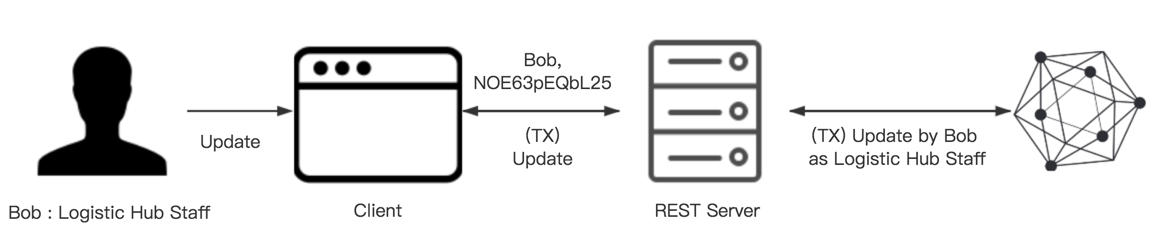 Bob,
NOE63pEQbL25
Update
(TX)
Update
(TX) Update by Bob
as Logistic Hub Staff
Bob : Logistic Hub Staff
Client
REST Server